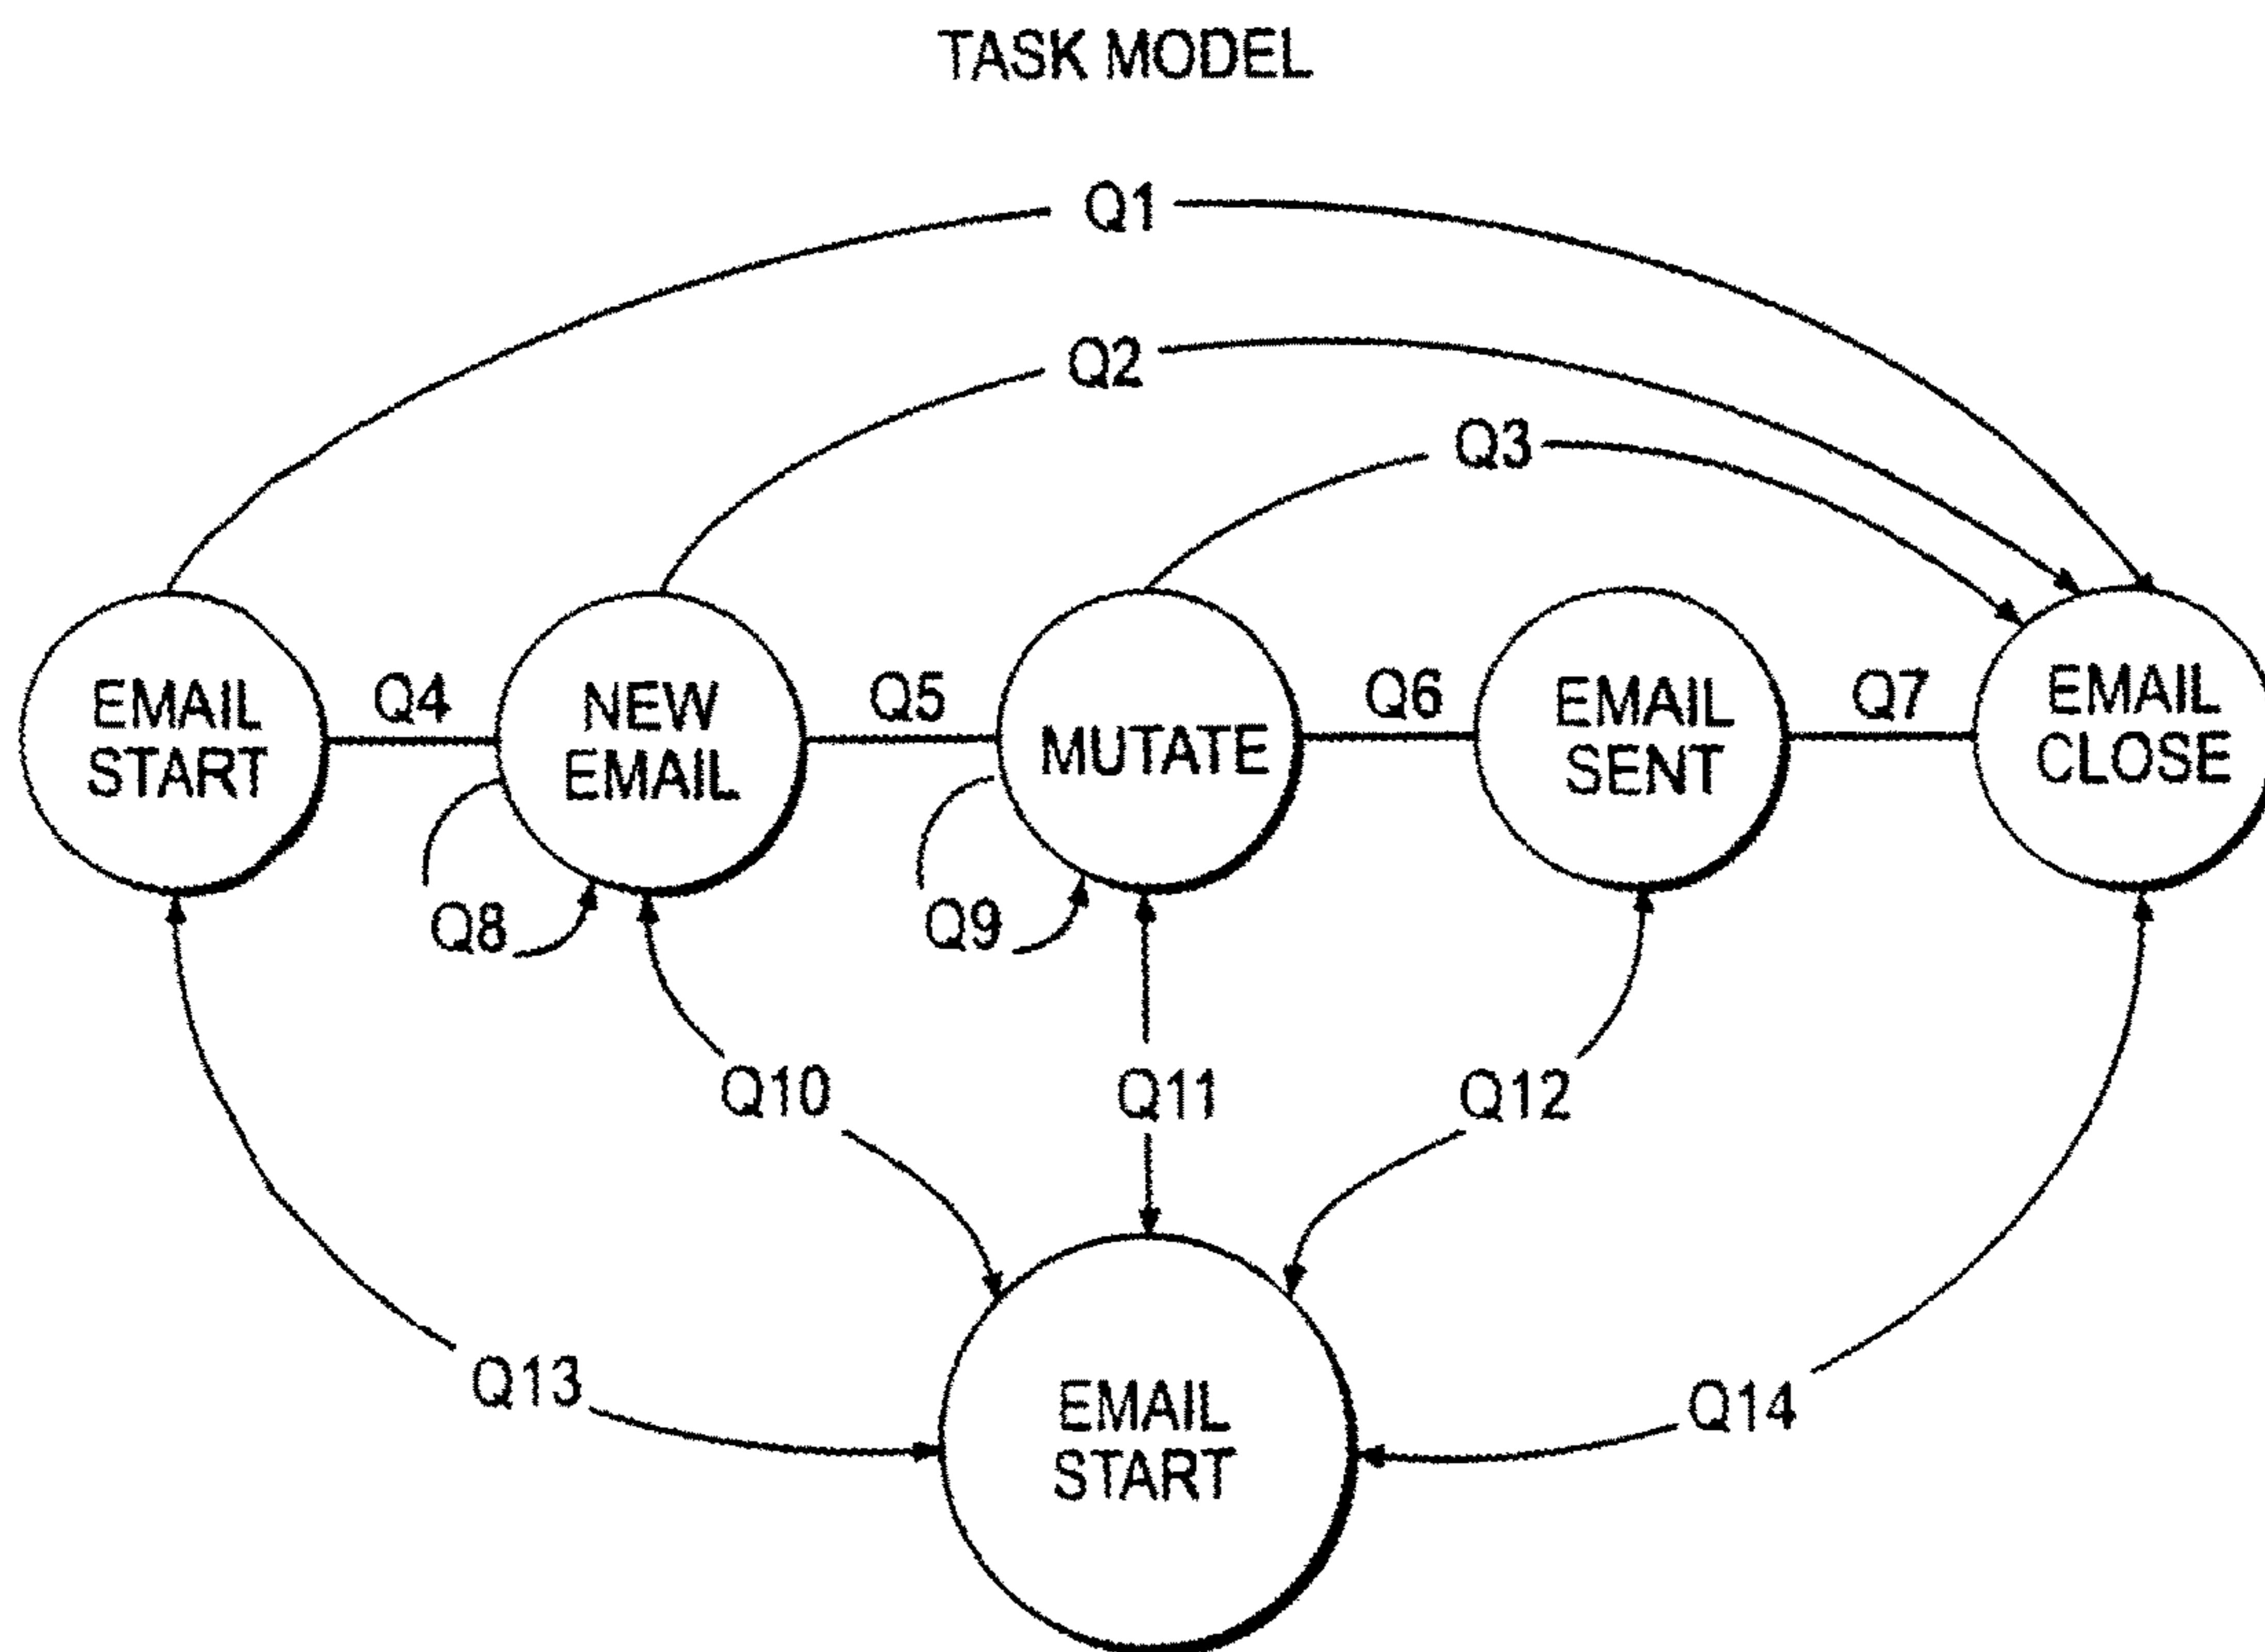 TASK MODEL
Q1
Q2
Q3
EMAIL
START
Q4
NEW
EMAIL
Q5
MUTATE
Q6
EMAIL
SENT
Q7
EMAIL
CLOSE
Q8
Q9
Q10
Q11
Q12
Q13
Q14
EMAIL
START